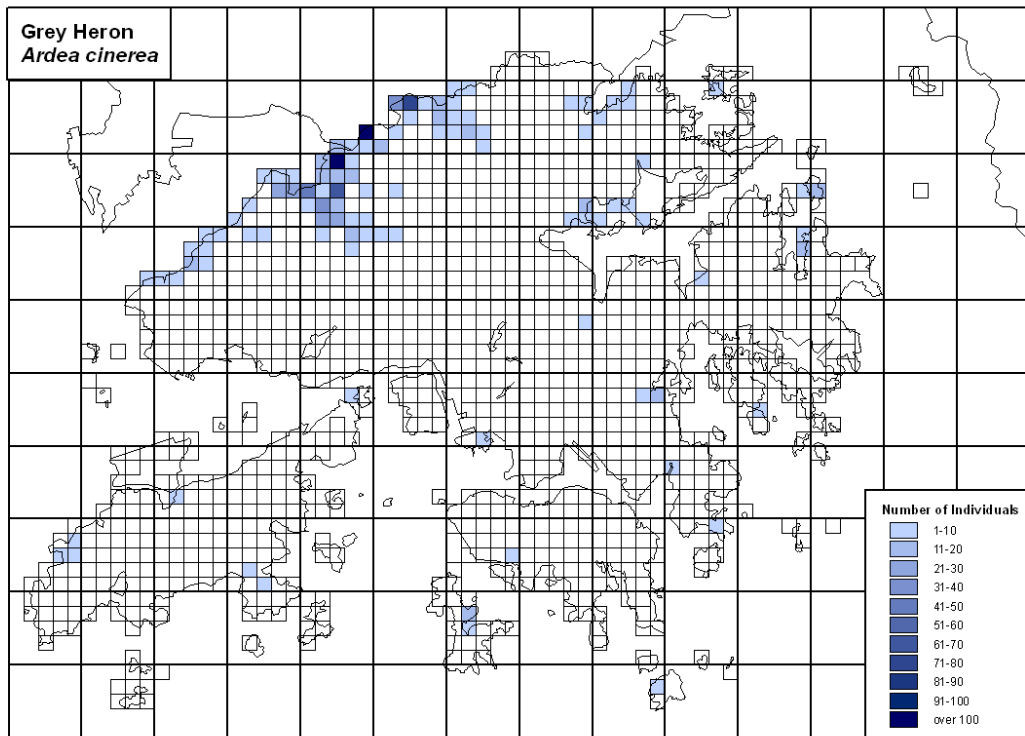 Grey Heron
Ardea cinerea
Number of Individuals
1-10
11-20
21-30
31-40
41-50
51-60
61-70
71-80
81-90
91-100
over 100